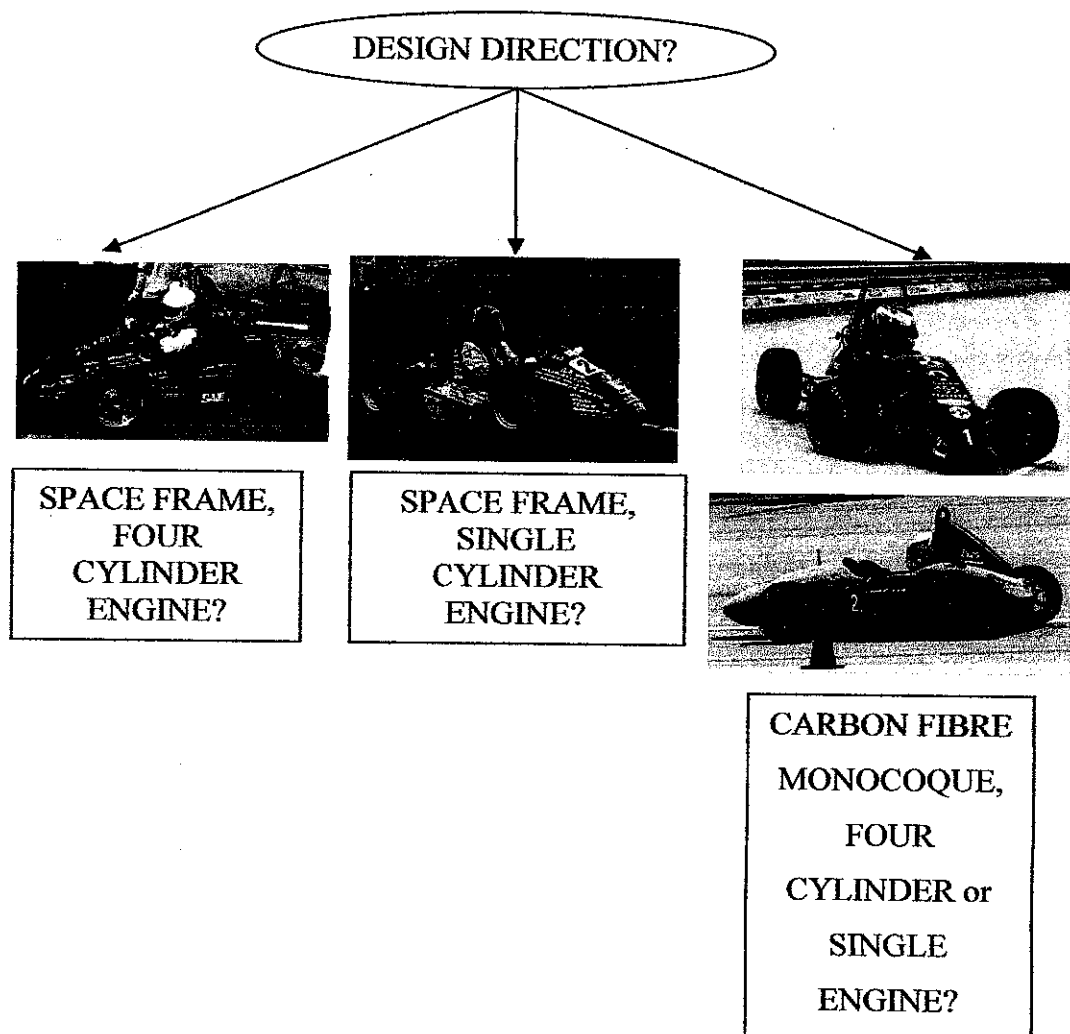 DESIGN DIRECTION?
SPACE FRAME,
FOUR
CYLINDER
ENGINE?
SPACE FRAME,
SINGLE
CYLINDER
ENGINE?
2
CARBON FIBRE
MONOCOQUE,
FOUR
CYLINDER or
SINGLE
ENGINE?